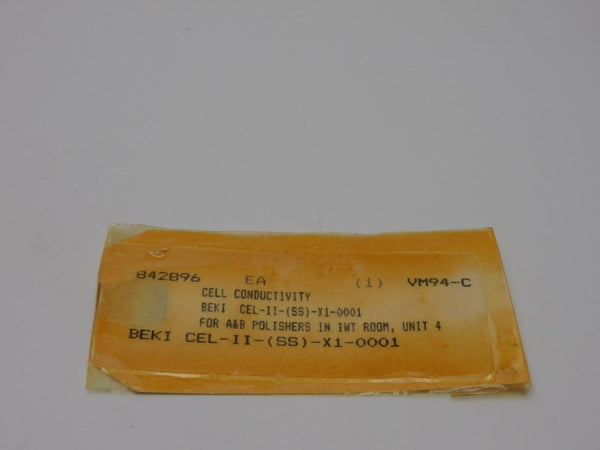 842896 EA (1) VM94-C
CELL CONDUCTIVITY
BEKI CEL-II-(SS)-X1-0001
FOR A&B POLISHERS IN IWT ROOM, UNIT 4
BEKI CEL-II-(SS)-X1-0001